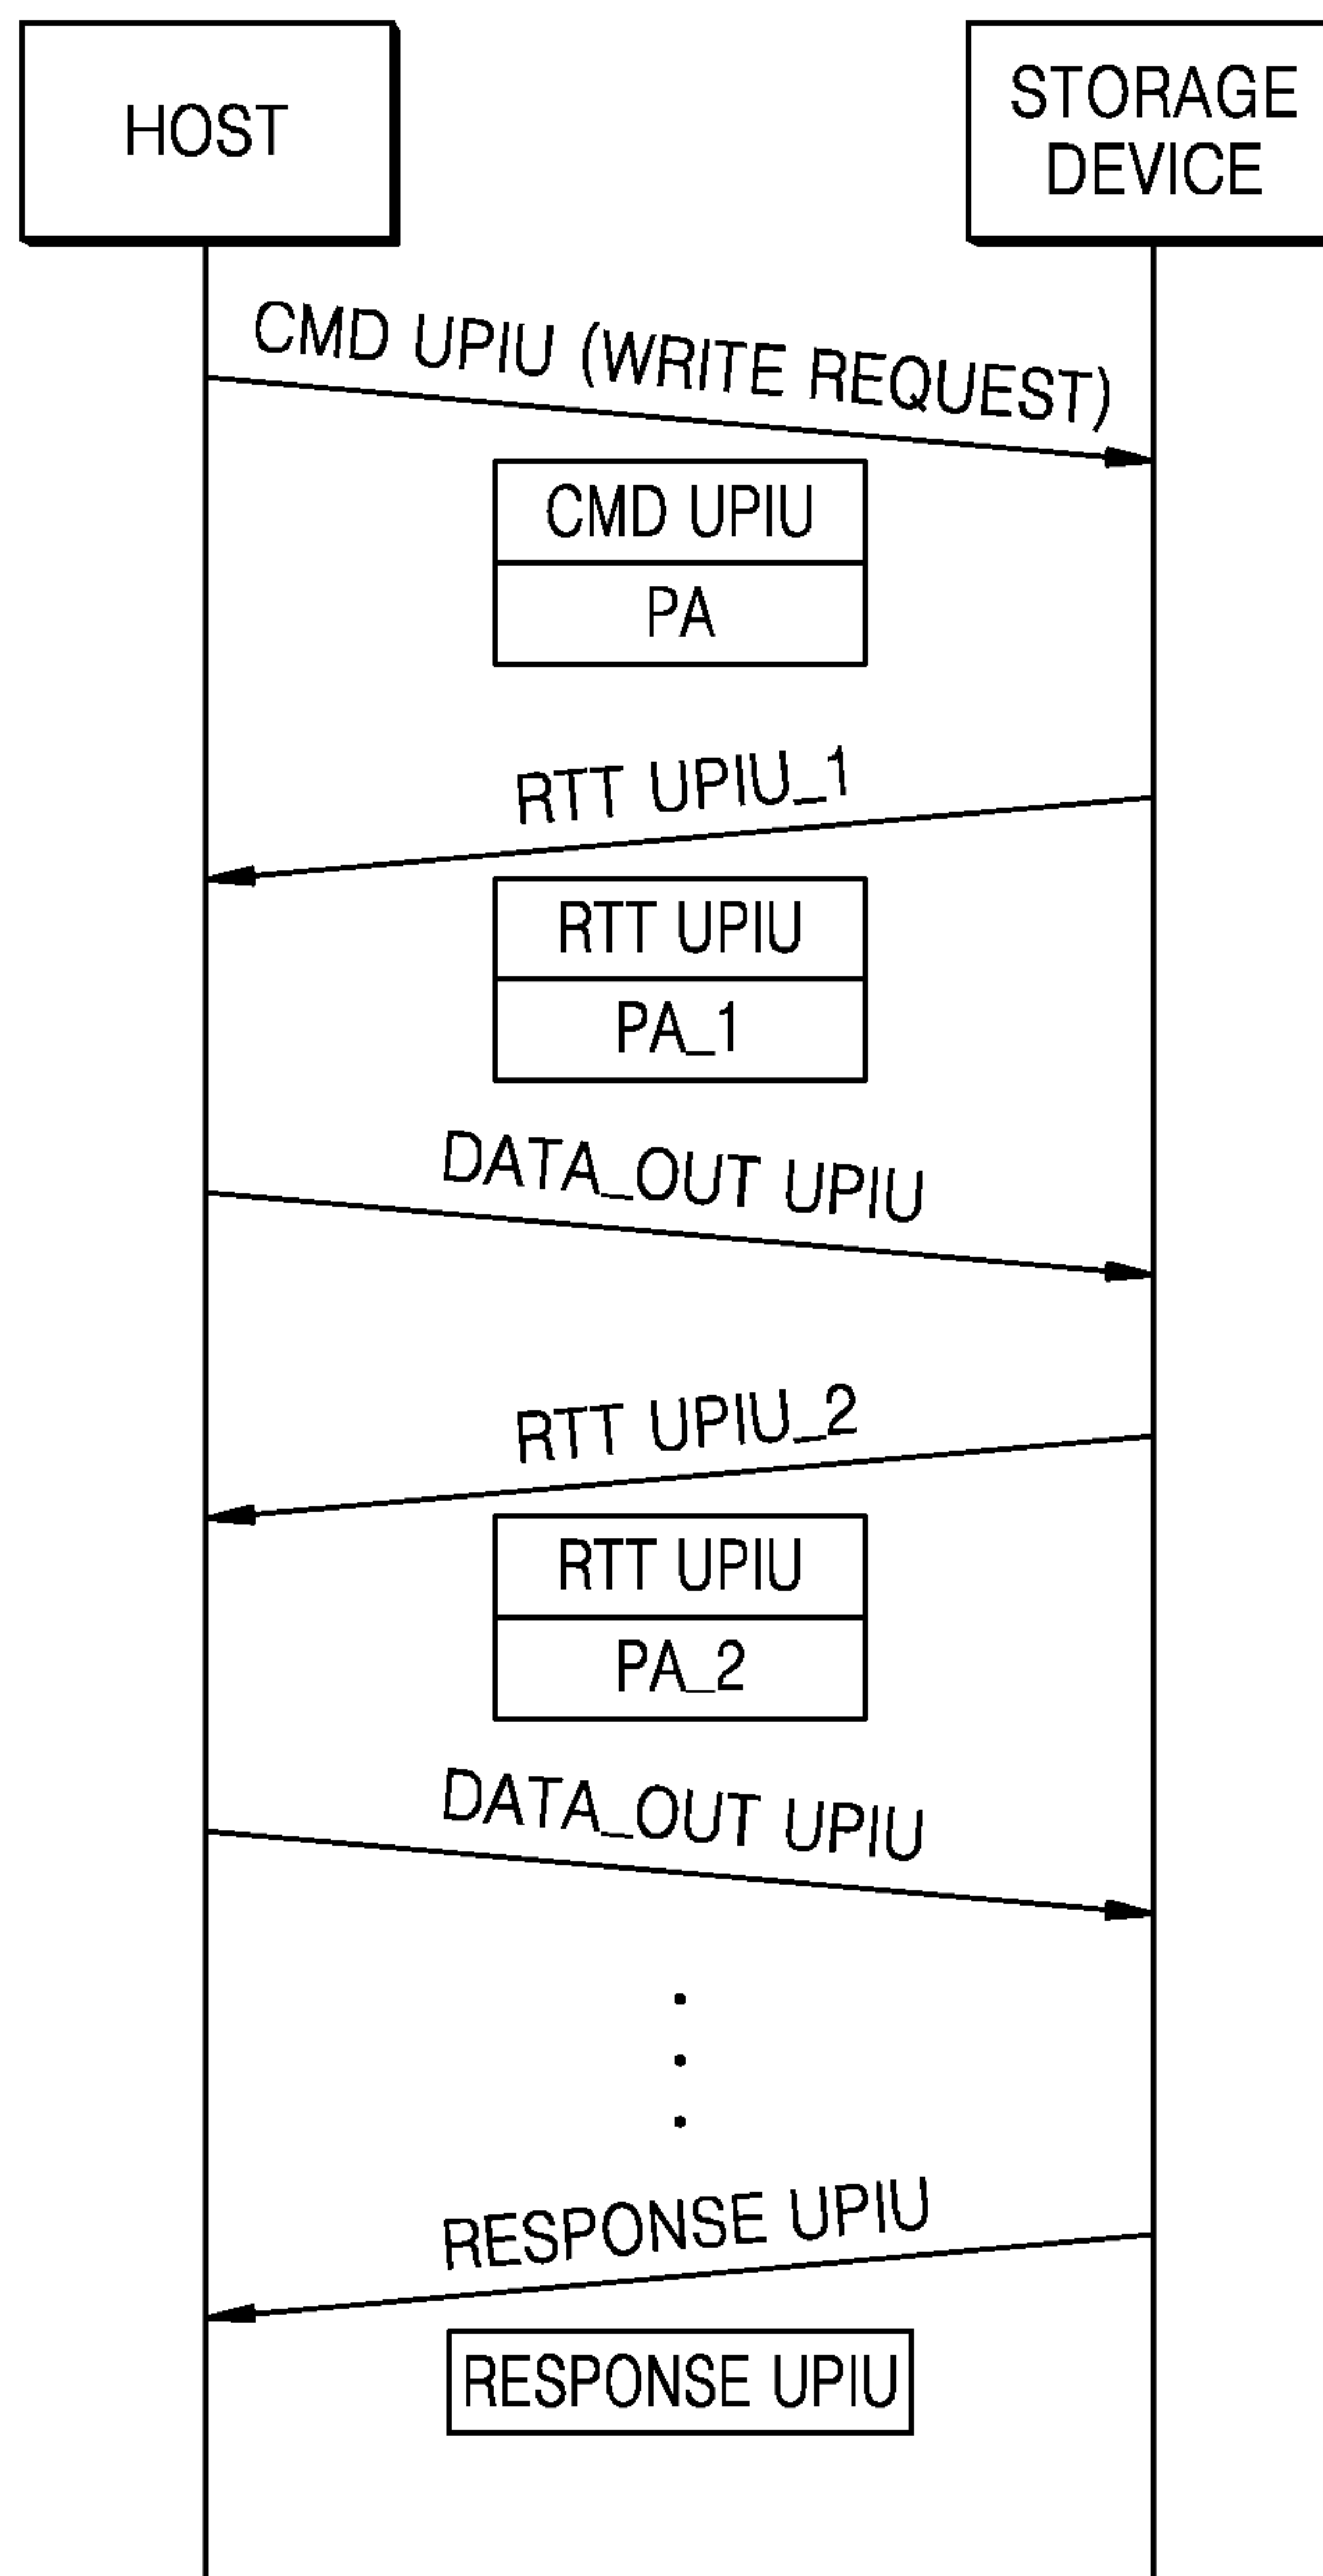 HOST
STORAGE
DEVICE
CMD UPIU (WRITE REQUEST)
CMD UPIU
PA
RTT UPIU_1
RTT UPIU
PA_1
DATA_OUT UPIU
RTT UPIU_2
RTT UPIU
PA_2
DATA_OUT UPIU
RESPONSE UPIU
RESPONSE UPIU